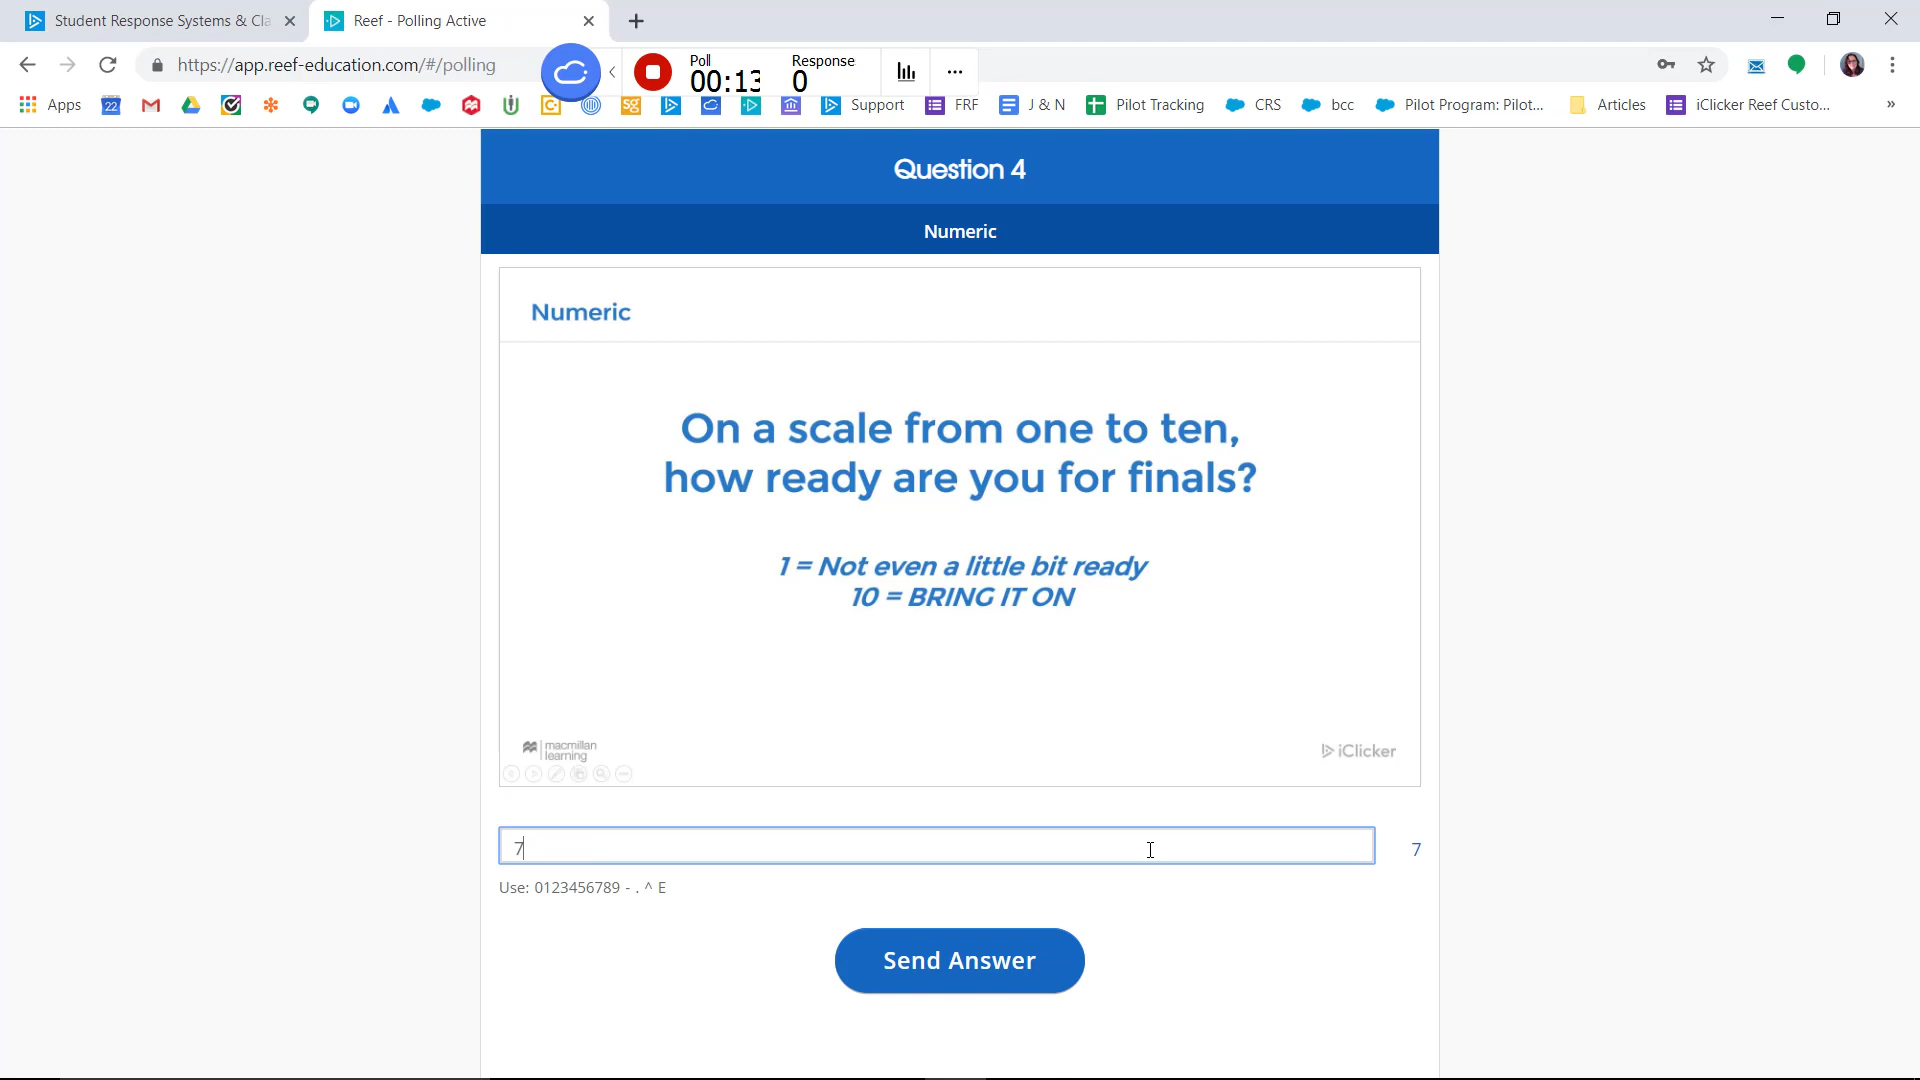 Student Response Systems & Cla
Reef - Polling Active
https://app.reef-education.com/#/polling
Poll
00:13
Response
0
Apps
22
sg
Support
FRF
J & N
Pilot Tracking
CRS
bcc
Pilot Program: Pilot...
Articles
iClicker Reef Custo...
»
Question 4
Numeric
Numeric
On a scale from one to ten,
how ready are you for finals?
1 = Not even a little bit ready
10 = BRING IT ON
macmillan
learning
iClicker
7
7
Use: 0123456789 - . ^ E
Send Answer